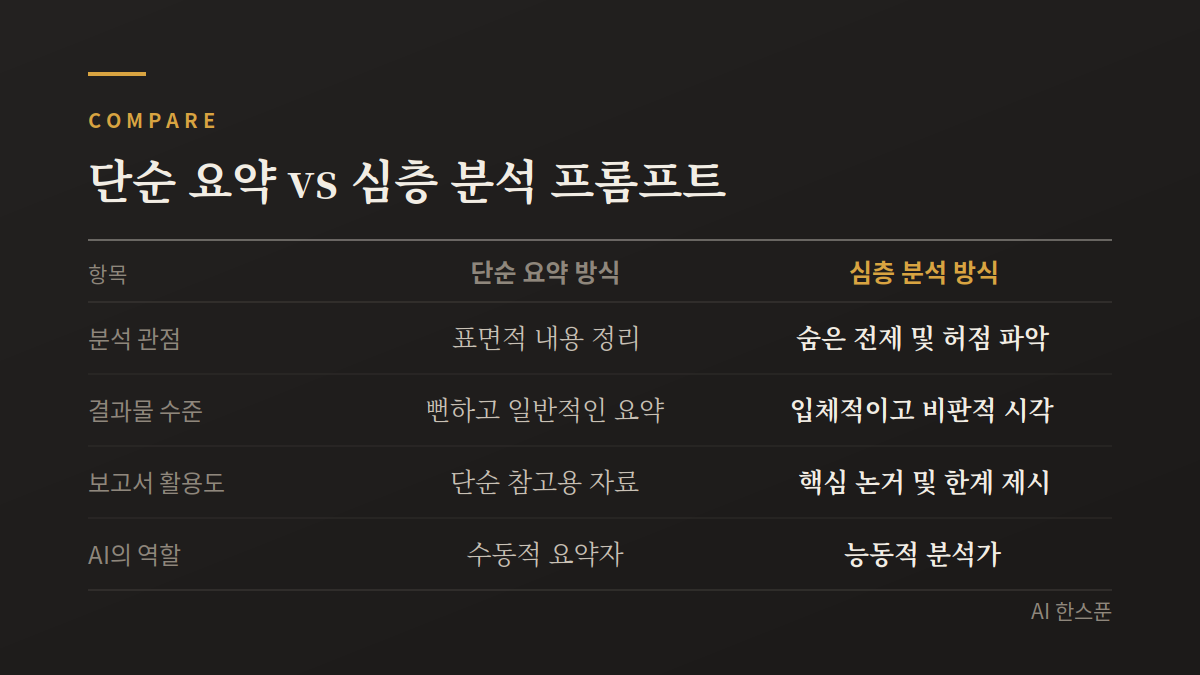 COMPARE
단순 요약 vs 심층 분석 프롬프트
항목 단순 요약 방식 심층 분석 방식
분석 관점 표면적 내용 정리 숨은 전제 및 허점 파악
결과물 수준 뻔하고 일반적인 요약 입체적이고 비판적 시각
보고서 활용도 단순 참고용 자료 핵심 논거 및 한계 제시
AI의 역할 수동적 요약자 능동적 분석가
AI 한스푼